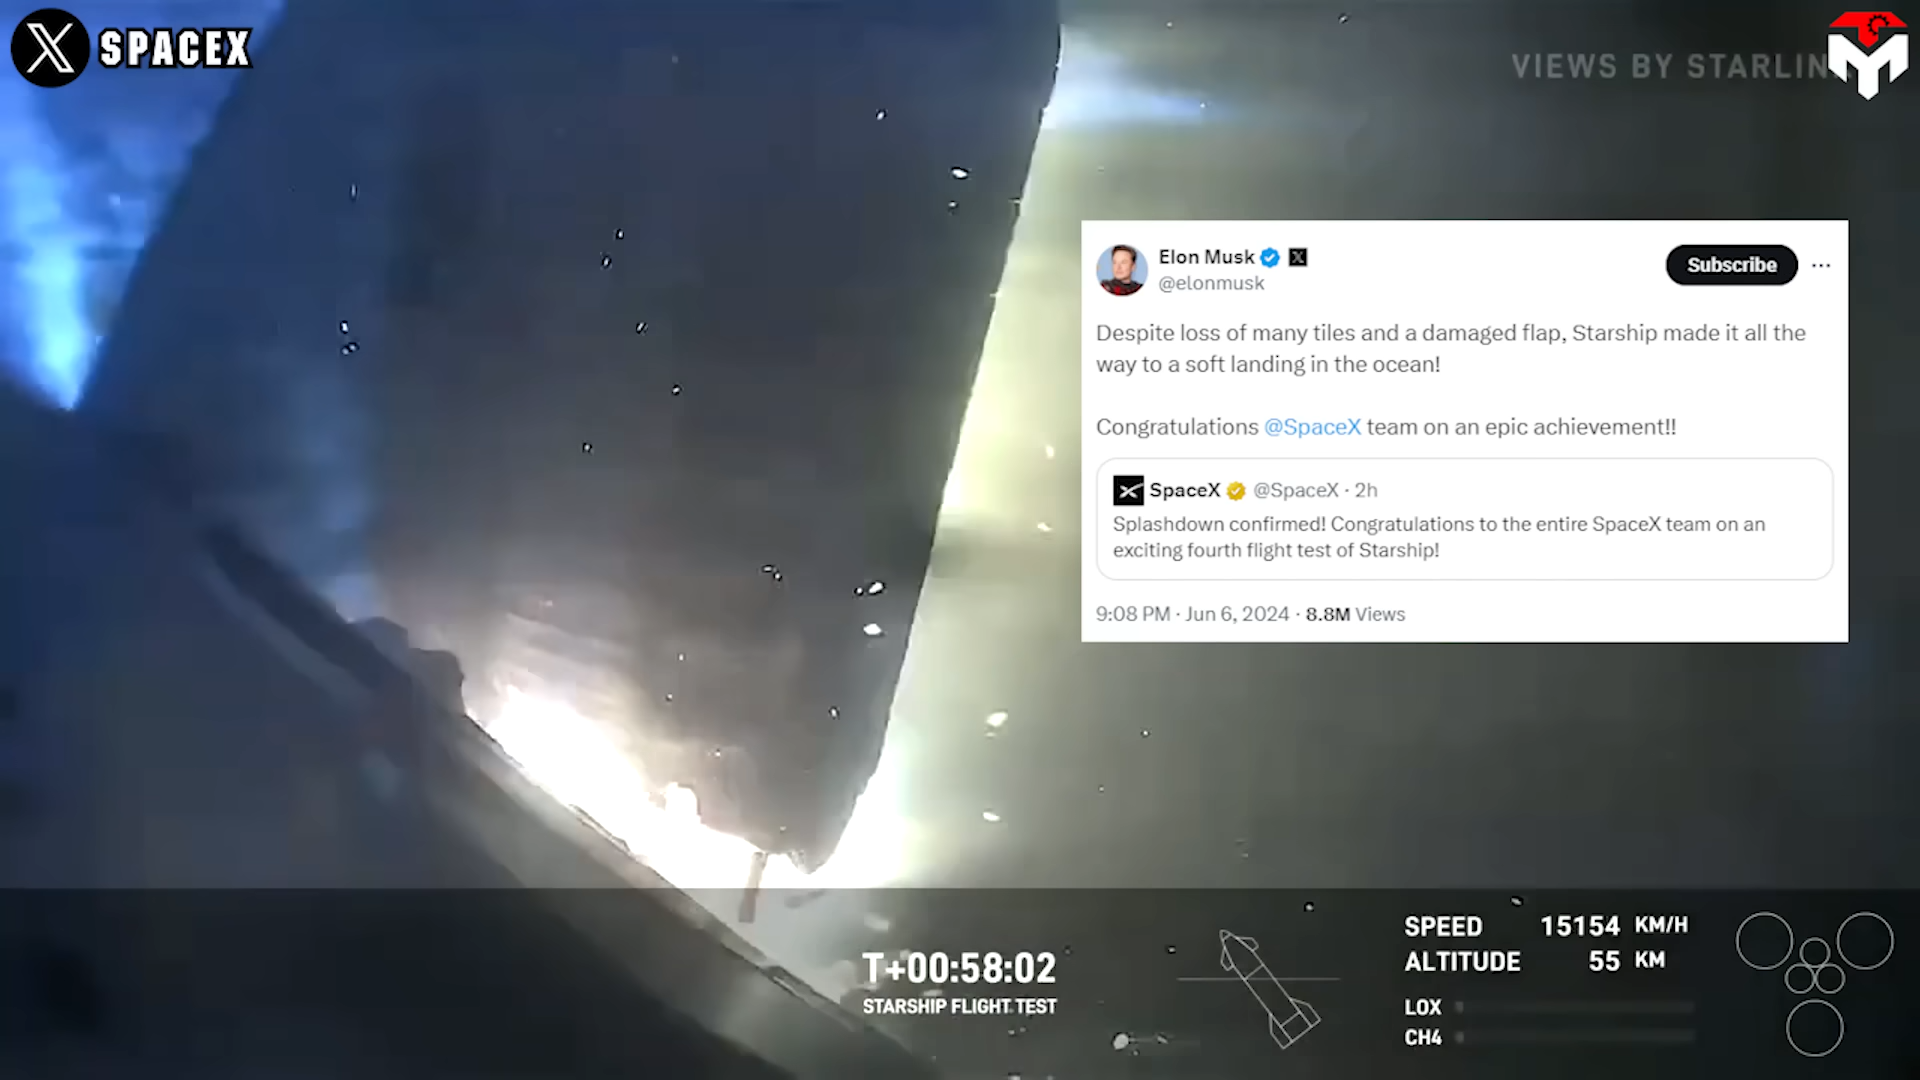 SPACEX
VIEWS BY STARLIN
Elon Musk
@elonmusk
Subscribe
Despite loss of many tiles and a damaged flap, Starship made it all the
way to a soft landing in the ocean!
Congratulations @SpaceX team on an epic achievement!!
SpaceX @SpaceX · 2h
Splashdown confirmed! Congratulations to the entire SpaceX team on an
exciting fourth flight test of Starship!
9:08 PM · Jun 6, 2024 · 8.8M Views
T+00:58:02
STARSHIP FLIGHT TEST
SPEED 15154 KM/H
ALTITUDE 55 KM
LOX
CH4